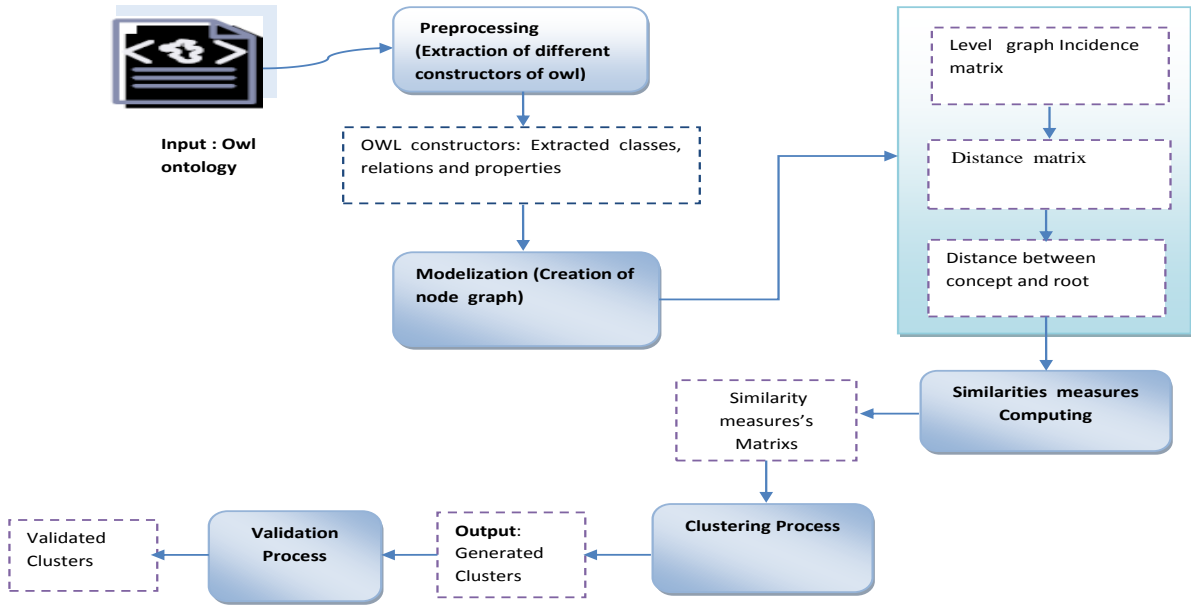 Input : Owl
ontology
Preprocessing
(Extraction of different
constructors of owl)
OWL constructors: Extracted classes,
relations and properties
Modelization (Creation of
node graph)
Level graph Incidence
matrix
Distance matrix
Distance between
concept and root
Similarities measures
Computing
Similarity
measures's
Matrixs
Clustering Process
Output:
Generated
Clusters
Validation
Process
Validated
Clusters